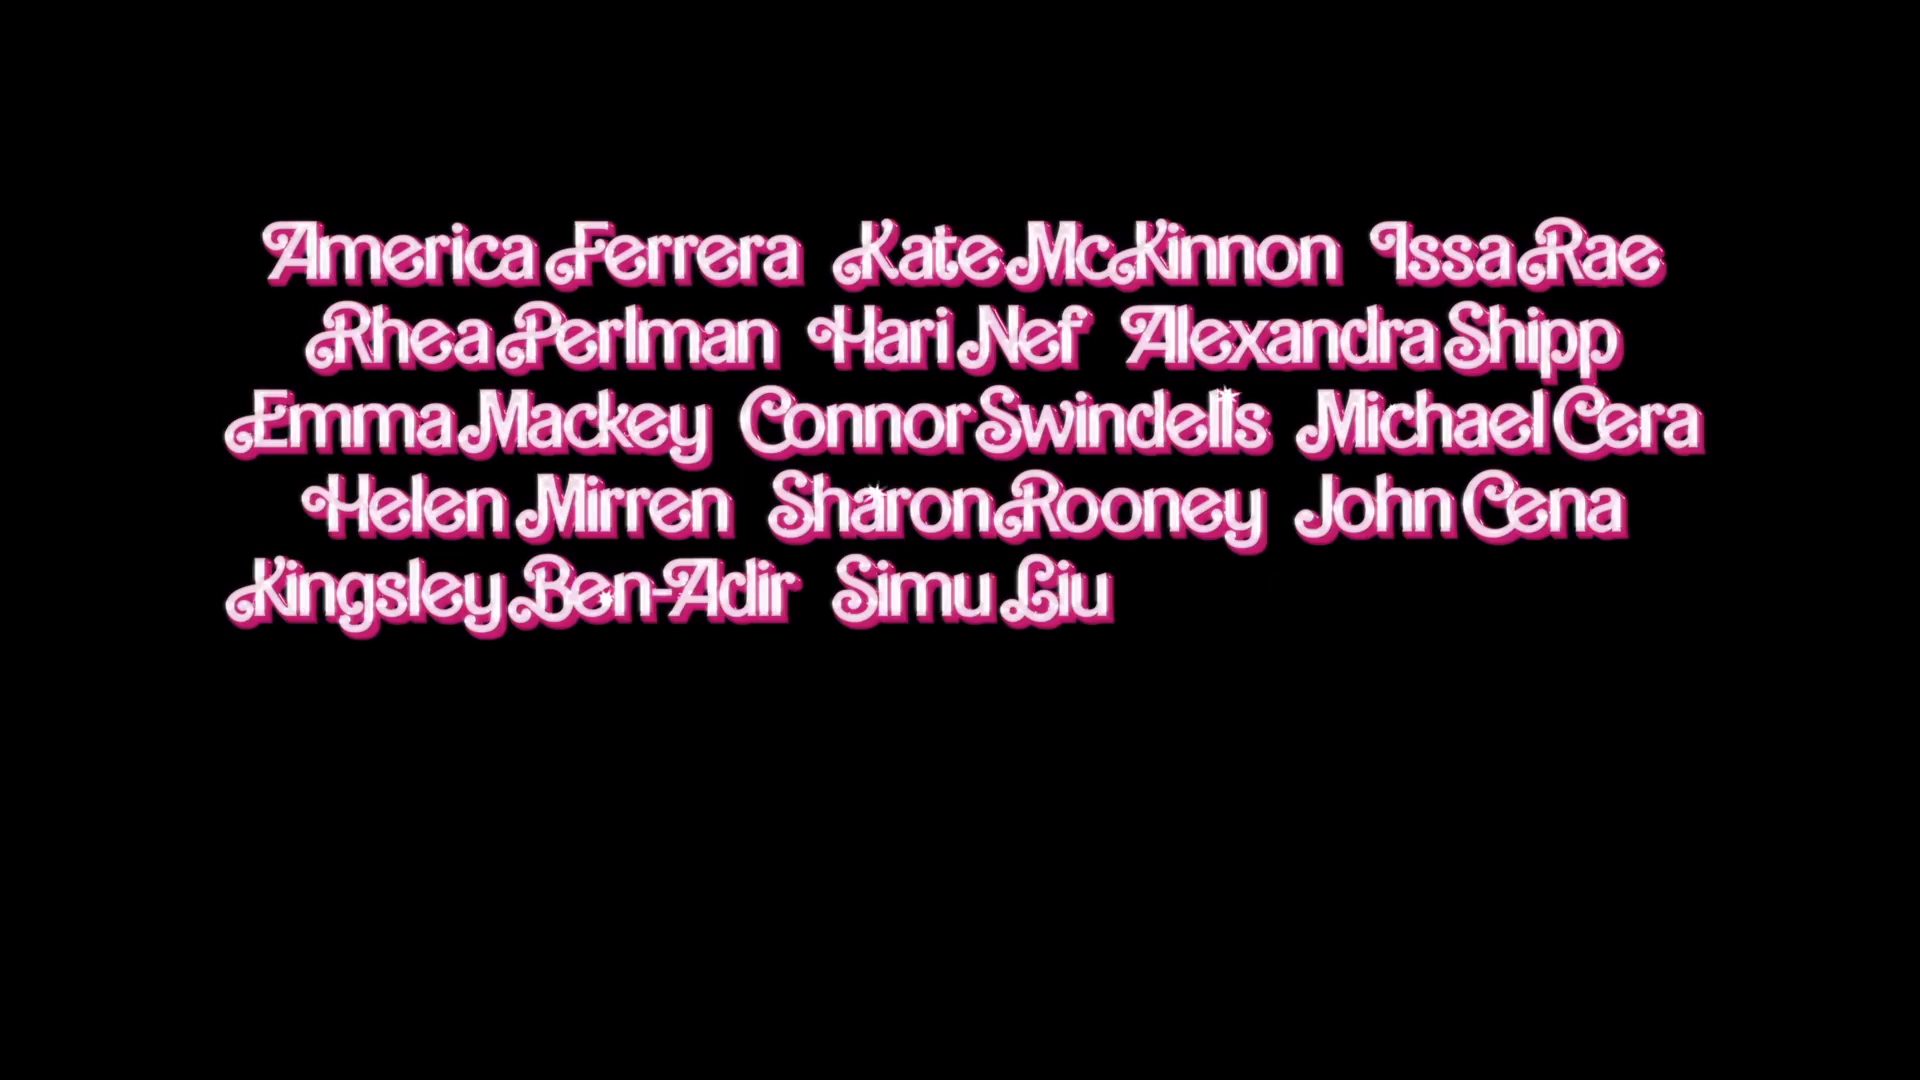 America Ferrera Kate McKinnon Issa Rae
Rhea Perlman Hari Nef Alexandra Shipp
Emma Mackey Connor Swindells Michael Cera
Helen Mirren Sharon Rooney John Cena
Kingsley Ben-Adir Simu Liu